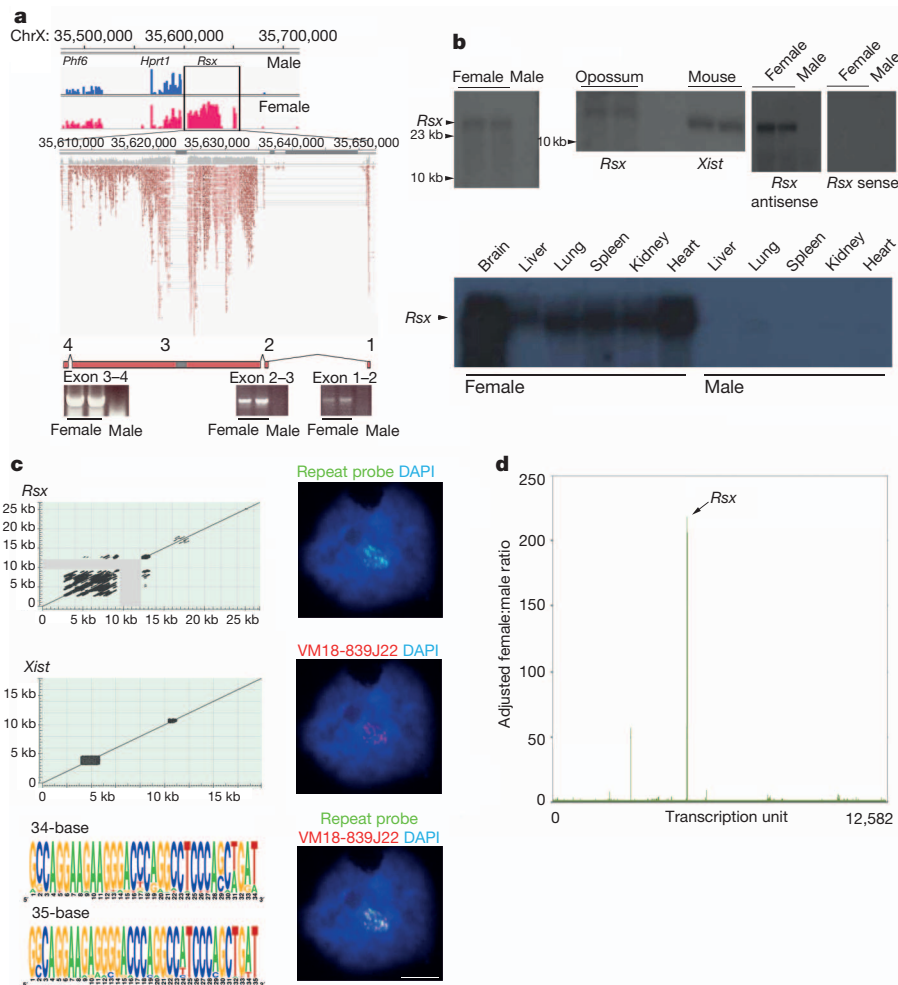 a
ChrX: 35,500,000 35,600,000 35,700,000
Phf6 Hprt1 Rsx Male
Female
35,610,000 35,620,000 35,630,000 35,640,000 35,650,000
4 3 2 1
Exon 3–4 Exon 2–3 Exon 1–2
Female Male Female Male Female Male
b
Female Male Opossum Mouse Female Male Female Male
Rsx
23 kb
10 kb
10 kb
Rsx Xist Rsx antisense Rsx sense
Brain Liver Lung Spleen Kidney Heart Liver Lung Spleen Kidney Heart
Rsx
Female Male
c
Rsx
25 kb
20 kb
15 kb
10 kb
5 kb
0
0 5 kb 10 kb 15 kb 20 kb 25 kb
Repeat probe DAPI
Xist
15 kb
10 kb
5 kb
0
0 5 kb 10 kb 15 kb
VM18-839J22 DAPI
34-base
35-base
Repeat probe
VM18-839J22 DAPI
d
250
200
150
100
50
0
Adjusted female:male ratio
Rsx
0 Transcription unit 12,582